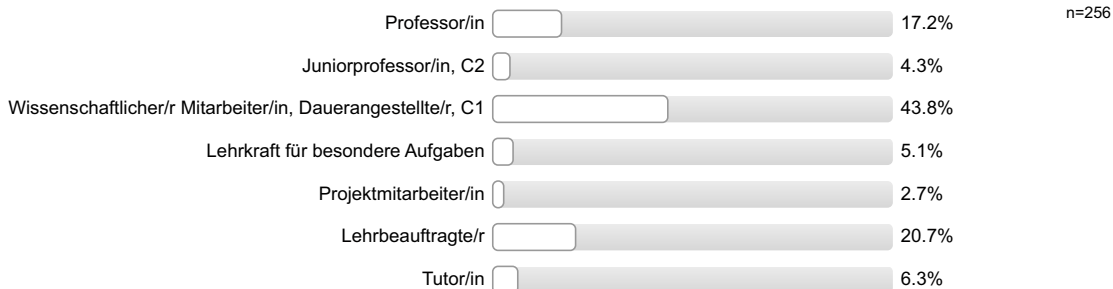 Professor/in 17.2% n=256
Juniorprofessor/in, C2 4.3%
Wissenschaftlicher/r Mitarbeiter/in, Dauerangestellte/r, C1 43.8%
Lehrkraft für besondere Aufgaben 5.1%
Projektmitarbeiter/in 2.7%
Lehrbeauftragte/r 20.7%
Tutor/in 6.3%